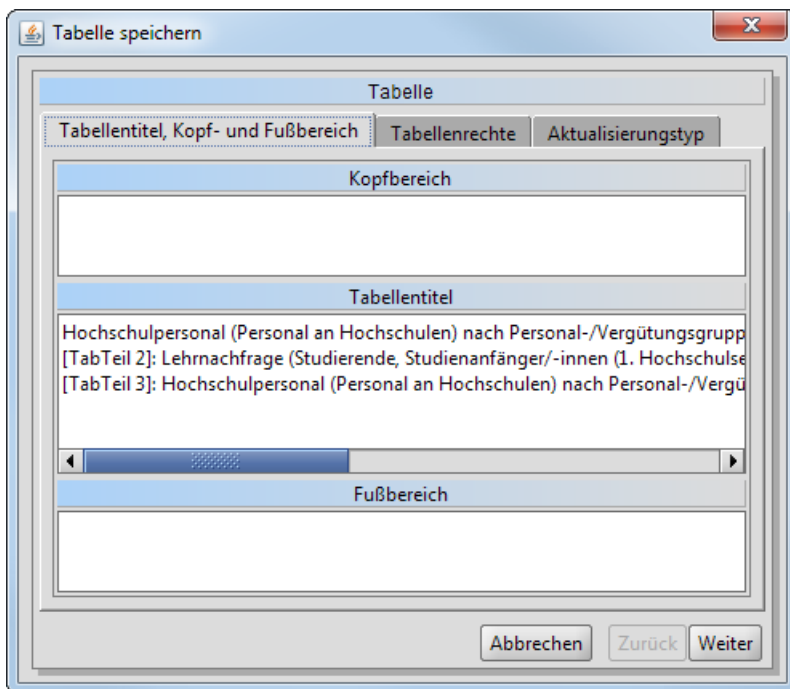 Tabelle speichern
Tabelle
Tabellentitel, Kopf- und Fußbereich
Tabellenrechte
Aktualisierungstyp
Kopfbereich
Tabellentitel
Hochschulpersonal (Personal an Hochschulen) nach Personal-/Vergütungsgrupp
[TabTeil 2]: Lehrnachfrage (Studierende, Studienanfänger/-innen (1. Hochschulse
[TabTeil 3]: Hochschulpersonal (Personal an Hochschulen) nach Personal-/Vergü
Fußbereich
Abbrechen
Zurück
Weiter